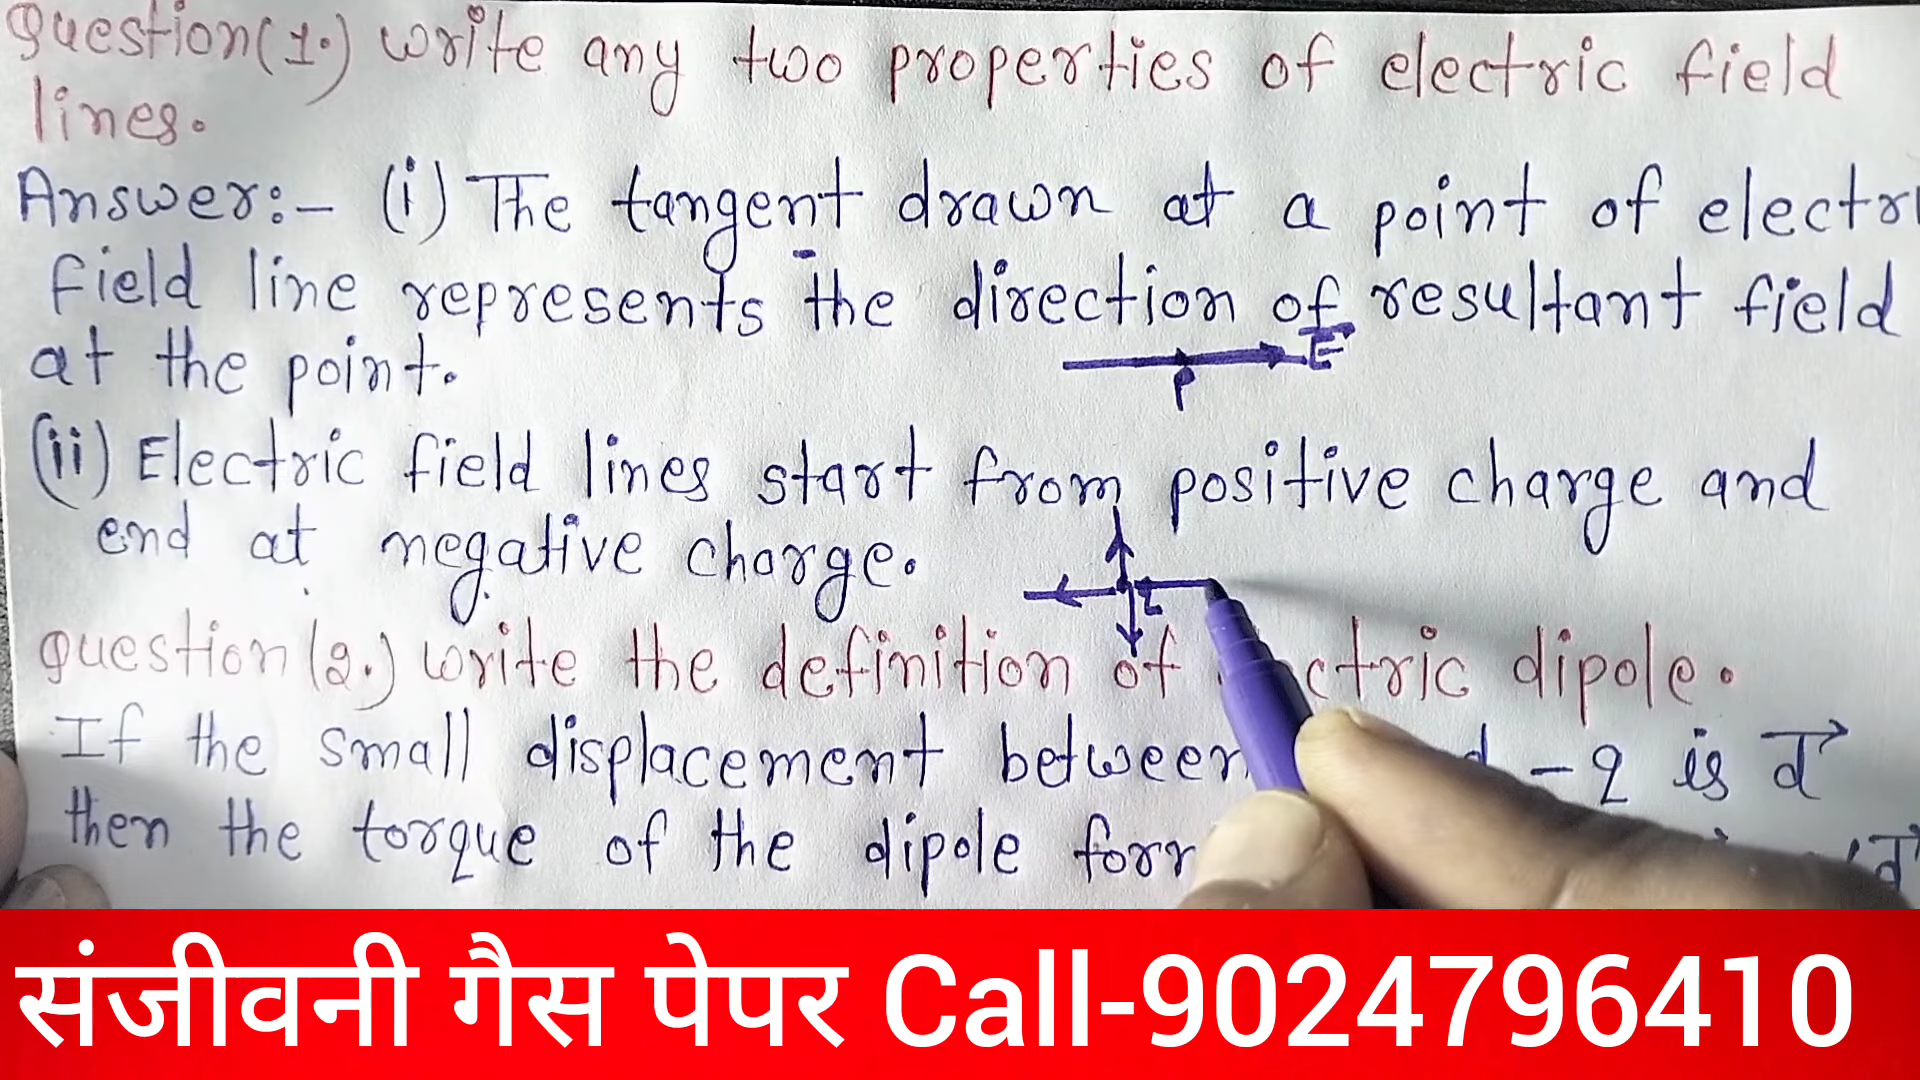 question(1.) write any two properties of electric field
lines.
Answer:- (i) The tangent drawn at a point of electri
field line represents the direction of resultant field
at the point.
E
P
(ii) Electric field lines start from positive charge and
end at negative charge.
question (2.) write the definition of ctric dipole.
If the small displacement between -q is d
then the torque of the dipole
संजीवनी गैस पेपर Call-9024796410